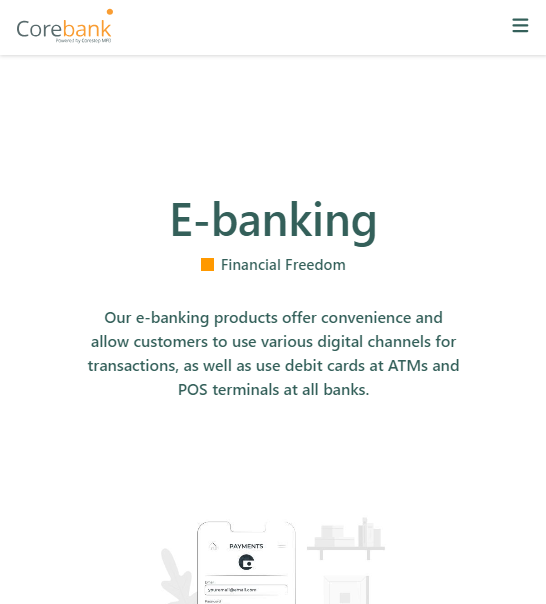 Corebank
Powered by Corestep MFB
E-banking
Financial Freedom
Our e-banking products offer convenience and
allow customers to use various digital channels for
transactions, as well as use debit cards at ATMs and
POS terminals at all banks.
PAYMENTS
Email
youremail@email.com
Password